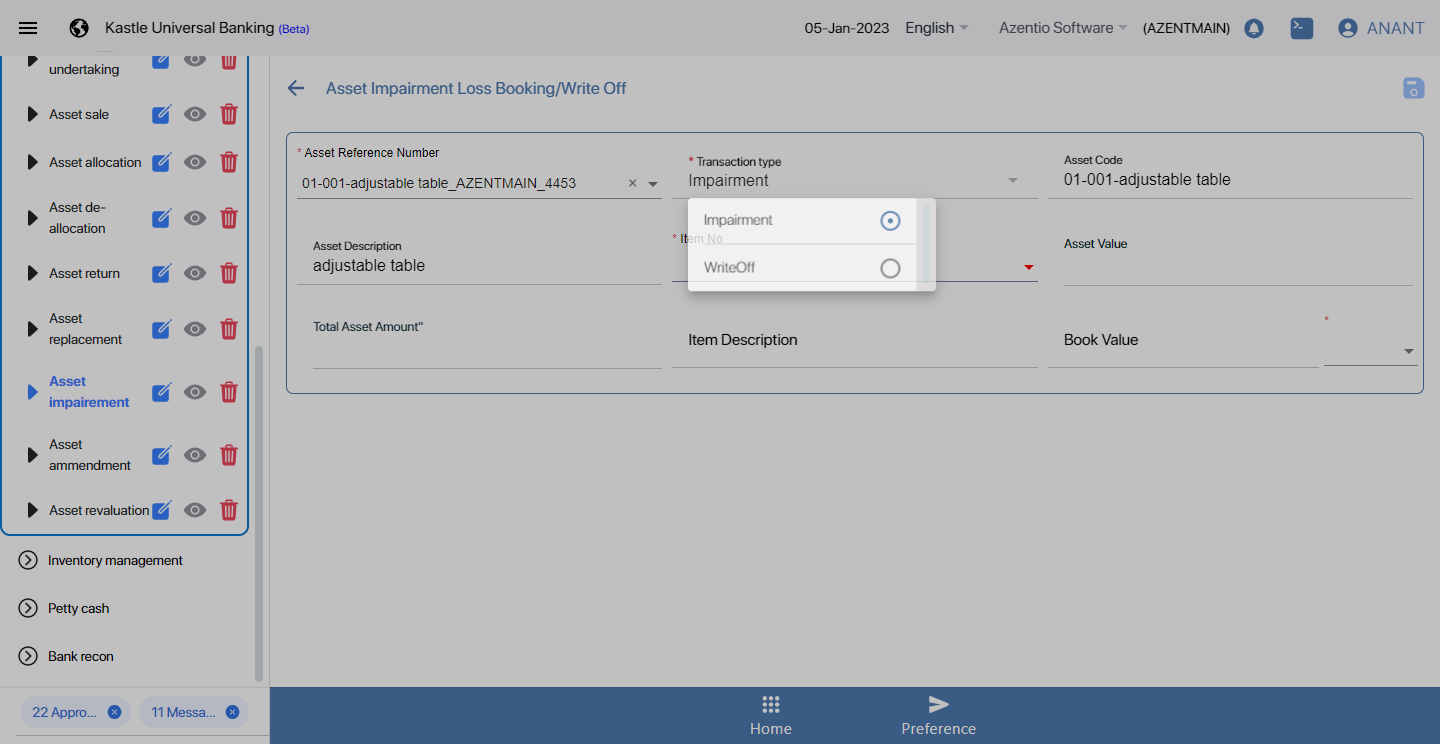 Kastle Universal Banking (Beta)
05-Jan-2023
English
Azentio Software
(AZENTMAIN)
ANANT
undertaking
Asset sale
Asset allocation
Asset de-
allocation
Asset return
Asset
replacement
Asset
impairement
Asset
ammendment
Asset revaluation
Inventory management
Petty cash
Bank recon
22 Appro...
11 Messa...
Asset Impairment Loss Booking/Write Off
* Asset Reference Number
01-001-adjustable table_AZENTMAIN_4453
* Transaction type
Impairment
Asset Code
01-001-adjustable table
Impairment
WriteOff
Asset Description
adjustable table
* Item No
Asset Value
Total Asset Amount"
Item Description
Book Value
*
Home
Preference